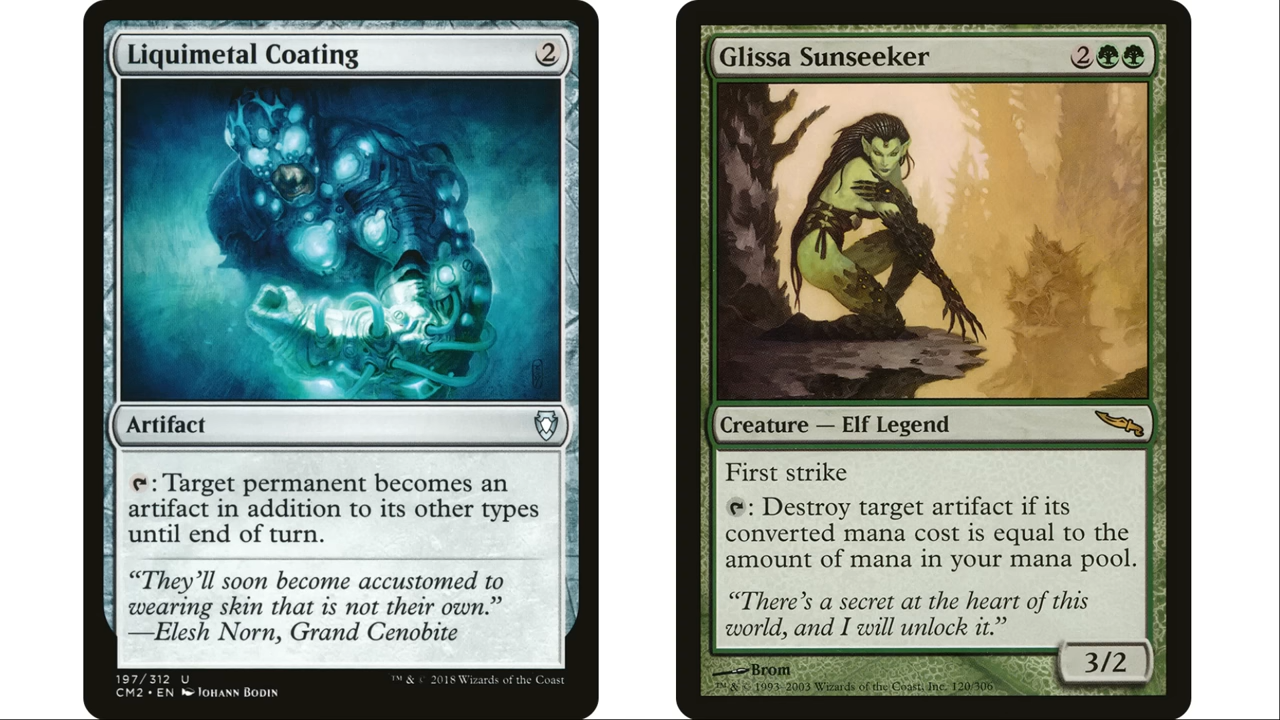 Liquimetal Coating 2
Artifact
: Target permanent becomes an
artifact in addition to its other types
until end of turn.
“They’ll soon become accustomed to
wearing skin that is not their own.”
—Elesh Norn, Grand Cenobite
197/312 U
CM2 • EN Johann Bodin
™ & © 2018 Wizards of the Coast
Glissa Sunseeker 2
Creature — Elf Legend
First strike
: Destroy target artifact if its
converted mana cost is equal to the
amount of mana in your mana pool.
“There’s a secret at the heart of this
world, and I will unlock it.”
3/2
Brom
™ & © 1993–2003 Wizards of the Coast, Inc. 120/306